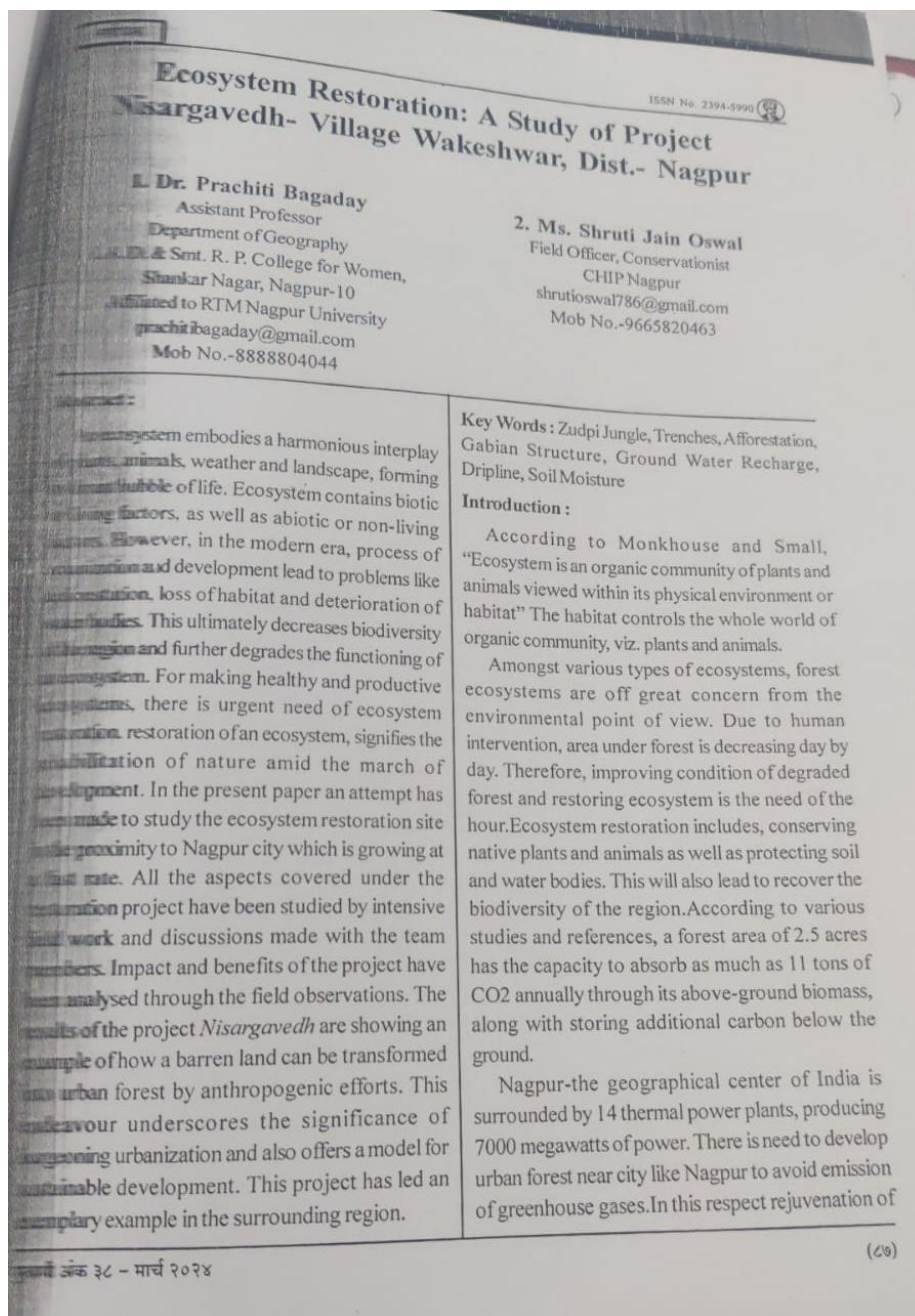 ISSN No. 2394-5990
Ecosystem Restoration: A Study of Project
Nisargavedh- Village Wakeshwar, Dist.- Nagpur
1. Dr. Prachiti Bagaday
Assistant Professor
Department of Geography
& Smt. R. P. College for Women,
Shankar Nagar, Nagpur-10
Affiliated to RTM Nagpur University
prachitibagaday@gmail.com
Mob No.-8888804044
2. Ms. Shruti Jain Oswal
Field Officer, Conservationist
CHIP Nagpur
shrutioswal786@gmail.com
Mob No.-9665820463
Abstract :
embodies a harmonious interplay
animals, weather and landscape, forming
bubble of life. Ecosystem contains biotic
factors, as well as abiotic or non-living
However, in the modern era, process of
and development lead to problems like
loss of habitat and deterioration of
bodies. This ultimately decreases biodiversity
and further degrades the functioning of
For making healthy and productive
there is urgent need of ecosystem
restoration of an ecosystem, signifies the
of nature amid the march of
In the present paper an attempt has
made to study the ecosystem restoration site
proximity to Nagpur city which is growing at
rate. All the aspects covered under the
project have been studied by intensive
work and discussions made with the team
Impact and benefits of the project have
analysed through the field observations. The
of the project Nisargavedh are showing an
of how a barren land can be transformed
urban forest by anthropogenic efforts. This
endeavour underscores the significance of
urbanization and also offers a model for
sustainable development. This project has led an
example in the surrounding region.
Key Words : Zudpi Jungle, Trenches, Afforestation,
Gabian Structure, Ground Water Recharge,
Dripline, Soil Moisture
Introduction :
According to Monkhouse and Small,
“Ecosystem is an organic community of plants and
animals viewed within its physical environment or
habitat” The habitat controls the whole world of
organic community, viz. plants and animals.
Amongst various types of ecosystems, forest
ecosystems are off great concern from the
environmental point of view. Due to human
intervention, area under forest is decreasing day by
day. Therefore, improving condition of degraded
forest and restoring ecosystem is the need of the
hour.Ecosystem restoration includes, conserving
native plants and animals as well as protecting soil
and water bodies. This will also lead to recover the
biodiversity of the region.According to various
studies and references, a forest area of 2.5 acres
has the capacity to absorb as much as 11 tons of
CO2 annually through its above-ground biomass,
along with storing additional carbon below the
ground.
Nagpur-the geographical center of India is
surrounded by 14 thermal power plants, producing
7000 megawatts of power. There is need to develop
urban forest near city like Nagpur to avoid emission
of greenhouse gases.In this respect rejuvenation of
अंक ३८ – मार्च २०२४
(८७)